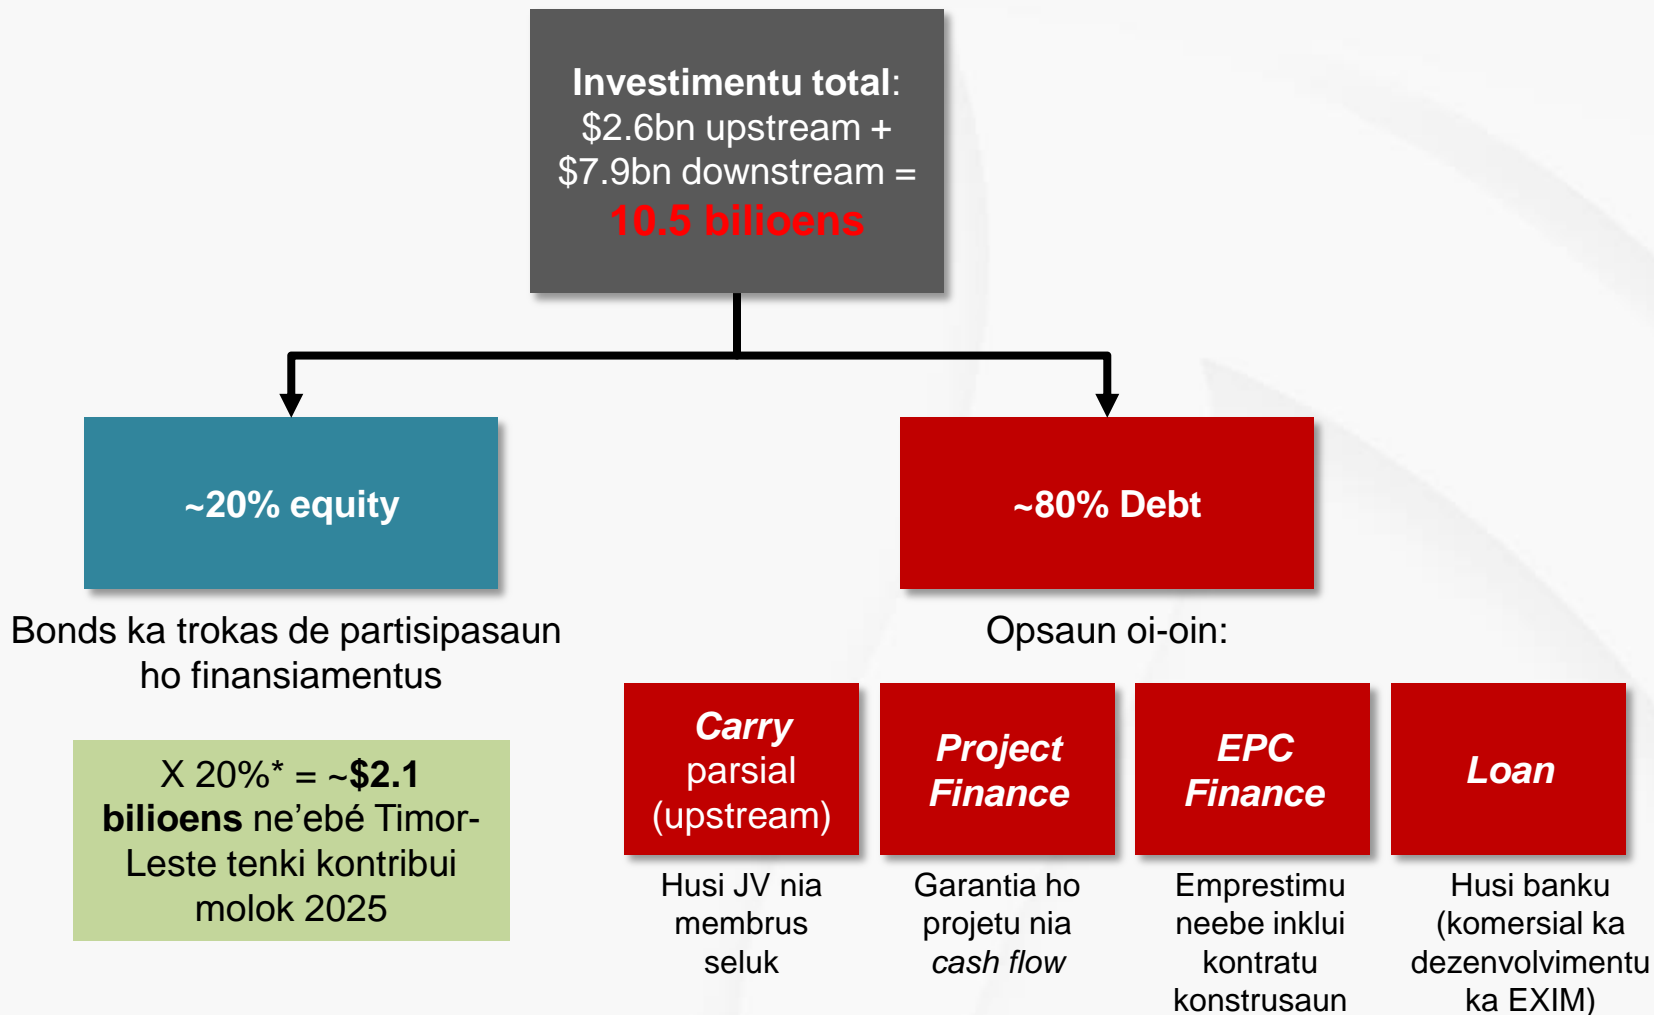 Investimentu total:
$2.6bn upstream +
$7.9bn downstream =
10.5 bilioens
~20% equity
~80% Debt
Bonds ka trokas de partisipasaun
ho finansiamentus
Opsaun oi-oin:
X 20%* = ~$2.1
bilioens ne’ebé Timor-
Leste tenki kontribui
molok 2025
Carry
parsial
(upstream)
Project
Finance
EPC
Finance
Loan
Husi JV nia
membrus
seluk
Garantia ho
projetu nia
cash flow
Emprestimu
neebe inklui
kontratu
konstrusaun
Husi banku
(komersial ka
dezenvolvimentu
ka EXIM)